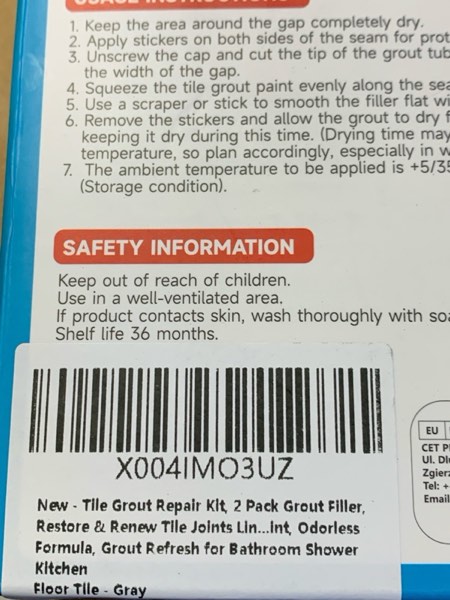 USAGE INSTRUCTIONS
1. Keep the area around the gap completely dry.
2. Apply stickers on both sides of the seam for
3. Unscrew the cap and cut the tip of the grout
the width of the gap.
4. Squeeze the tile grout paint evenly along the
5. Use a scraper or stick to smooth the filler flat
6. Remove the stickers and allow the grout to dry
keeping it dry during this time. (Drying time may
temperature, so plan accordingly, especially in
7. The ambient temperature to be applied is +5/35
(Storage condition).
SAFETY INFORMATION
Keep out of reach of children.
Use in a well-ventilated area.
If product contacts skin, wash thoroughly with
Shelf life 36 months.
X004IMO3UZ
New - Tile Grout Repair Kit, 2 Pack Grout Filler,
Restore & Renew Tile Joints Lin...int, Odorless
Formula, Grout Refresh for Bathroom Shower
Kitchen
Floor Tile - Gray
EU
CET
Ul.
Tel: +
Email